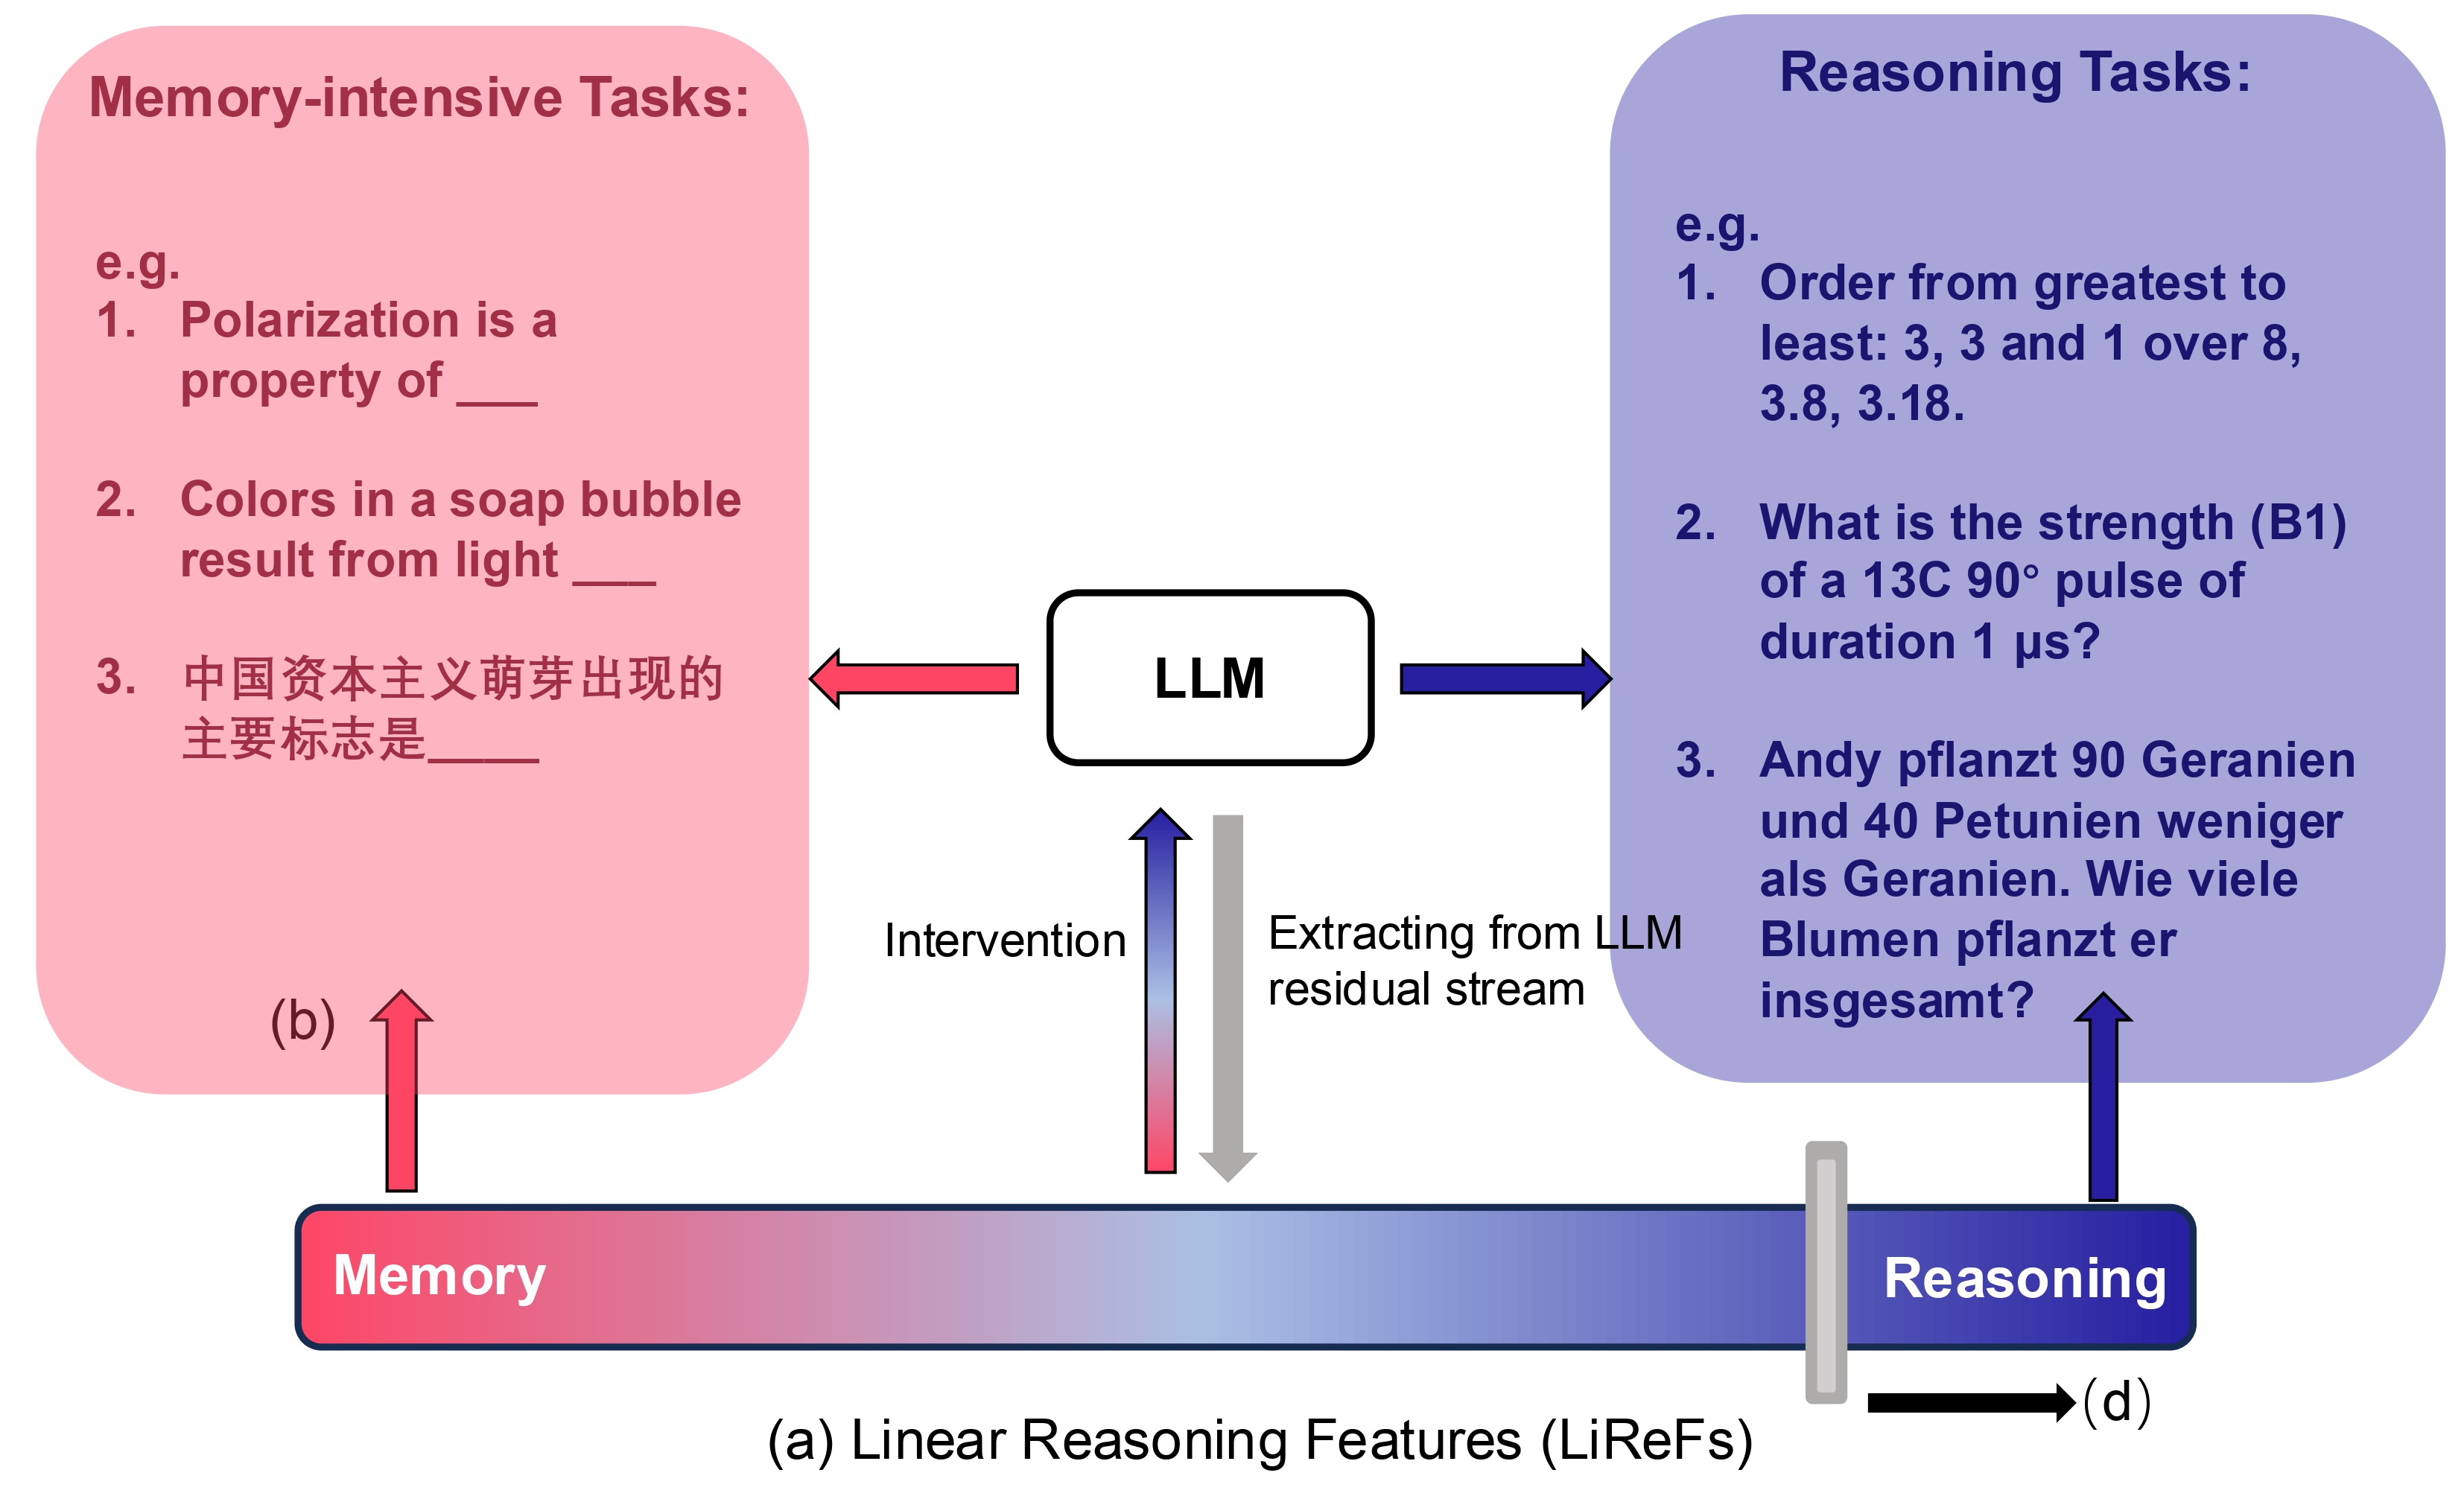 Memory-intensive Tasks:
e.g.
1. Polarization is a
property of ___
2. Colors in a soap bubble
result from light ___
3. 中国资本主义萌芽出现的
主要标志是____
(b)
LLM
Intervention
Extracting from LLM
residual stream
Reasoning Tasks:
e.g.
1. Order from greatest to
least: 3, 3 and 1 over 8,
3.8, 3.18.
2. What is the strength (B1)
of a 13C 90° pulse of
duration 1 μs?
3. Andy pflanzt 90 Geranien
und 40 Petunien weniger
als Geranien. Wie viele
Blumen pflanzt er
insgesamt?
Memory
Reasoning
(d)
(a) Linear Reasoning Features (LiReFs)